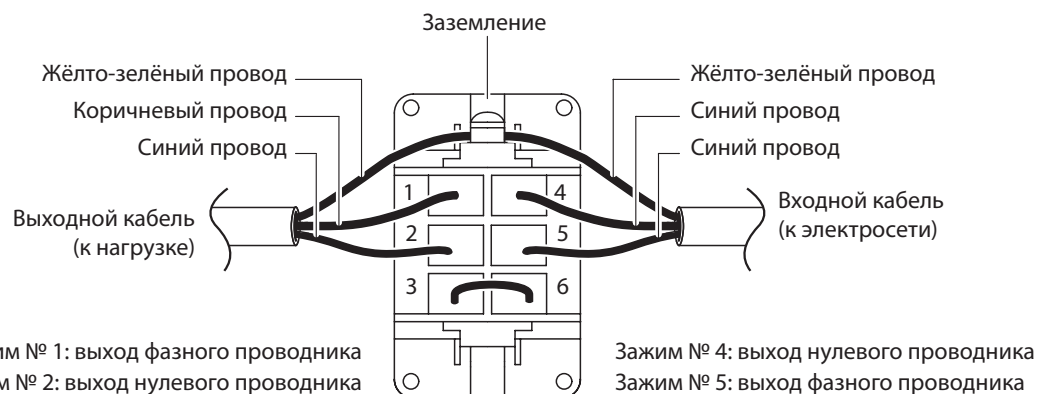 Заземление
Жёлто-зелёный провод
Коричневый провод
Синий провод
Выходной кабель
(к нагрузке)
Жёлто-зелёный провод
Синий провод
Синий провод
Входной кабель
(к электросети)
1 4
2 5
3 6
№ 1: выход фазного проводника
№ 2: выход нулевого проводника
Зажим № 4: выход нулевого проводника
Зажим № 5: выход фазного проводника